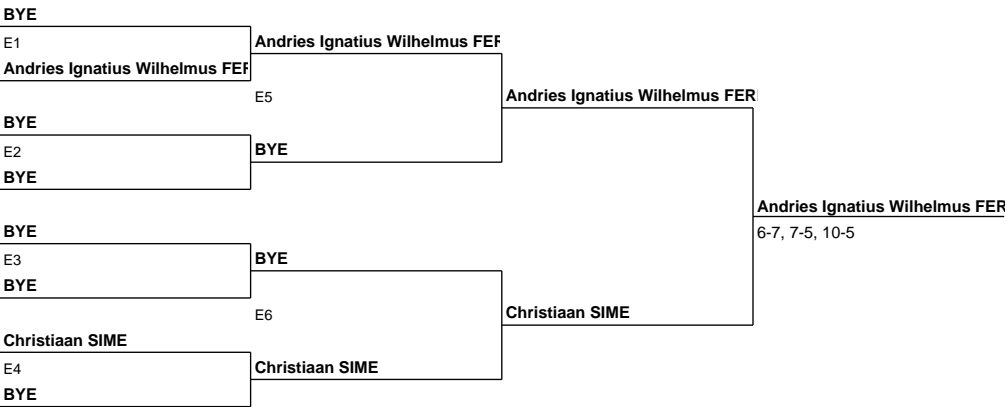 BYE
E1
Andries Ignatius Wilhelmus FER
Andries Ignatius Wilhelmus FER
E5
Andries Ignatius Wilhelmus FER
BYE
E2
BYE
BYE
Andries Ignatius Wilhelmus FER
6-7, 7-5, 10-5
BYE
E3
BYE
BYE
E6
Christiaan SIME
Christiaan SIME
E4
Christiaan SIME
BYE